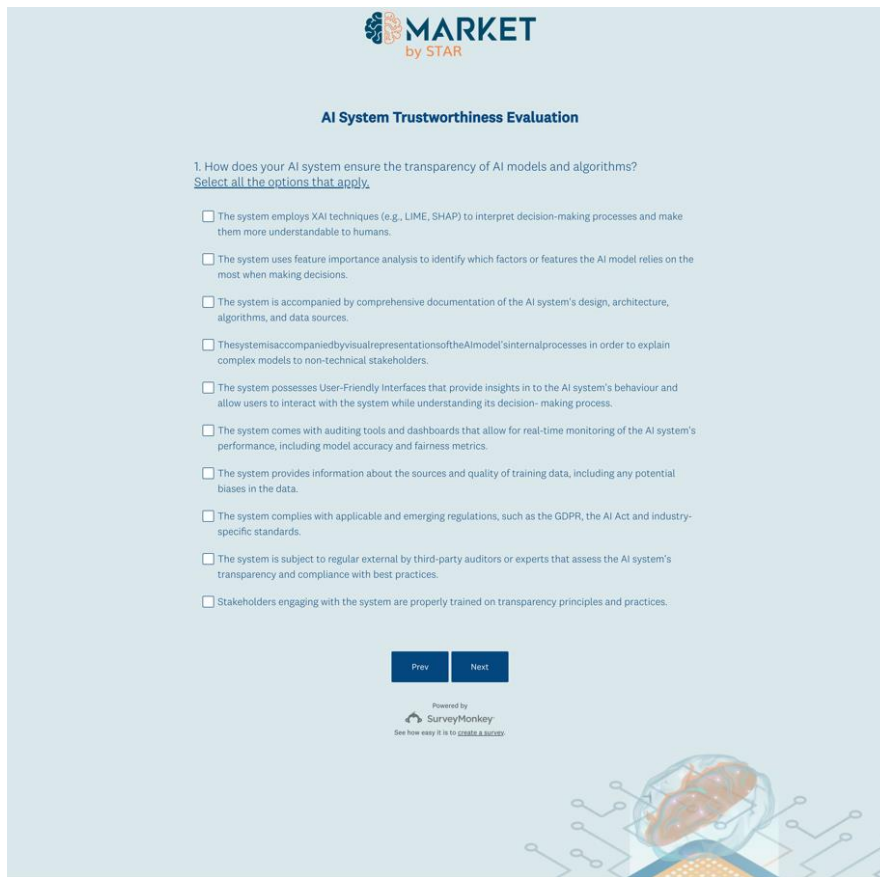 MARKET
by STAR
AI System Trustworthiness Evaluation
1. How does your AI system ensure the transparency of AI models and algorithms?
Select all the options that apply.
The system employs XAI techniques (e.g., LIME, SHAP) to interpret decision-making processes and make
them more understandable to humans.
The system uses feature importance analysis to identify which factors or features the AI model relies on the
most when making decisions.
The system is accompanied by comprehensive documentation of the AI system's design, architecture,
algorithms, and data sources.
ThesystemisaccompaniedbyvisualrepresentationsoftheAImodel'sinternalprocesses in order to explain
complex models to non-technical stakeholders.
The system possesses User-Friendly Interfaces that provide insights in to the AI system's behaviour and
allow users to interact with the system while understanding its decision- making process.
The system comes with auditing tools and dashboards that allow for real-time monitoring of the AI system's
performance, including model accuracy and fairness metrics.
The system provides information about the sources and quality of training data, including any potential
biases in the data.
The system complies with applicable and emerging regulations, such as the GDPR, the AI Act and industry-
specific standards.
The system is subject to regular external by third-party auditors or experts that assess the AI system's
transparency and compliance with best practices.
Stakeholders engaging with the system are properly trained on transparency principles and practices.
Prev Next
Powered by
SurveyMonkey
See how easy it is to create a survey.